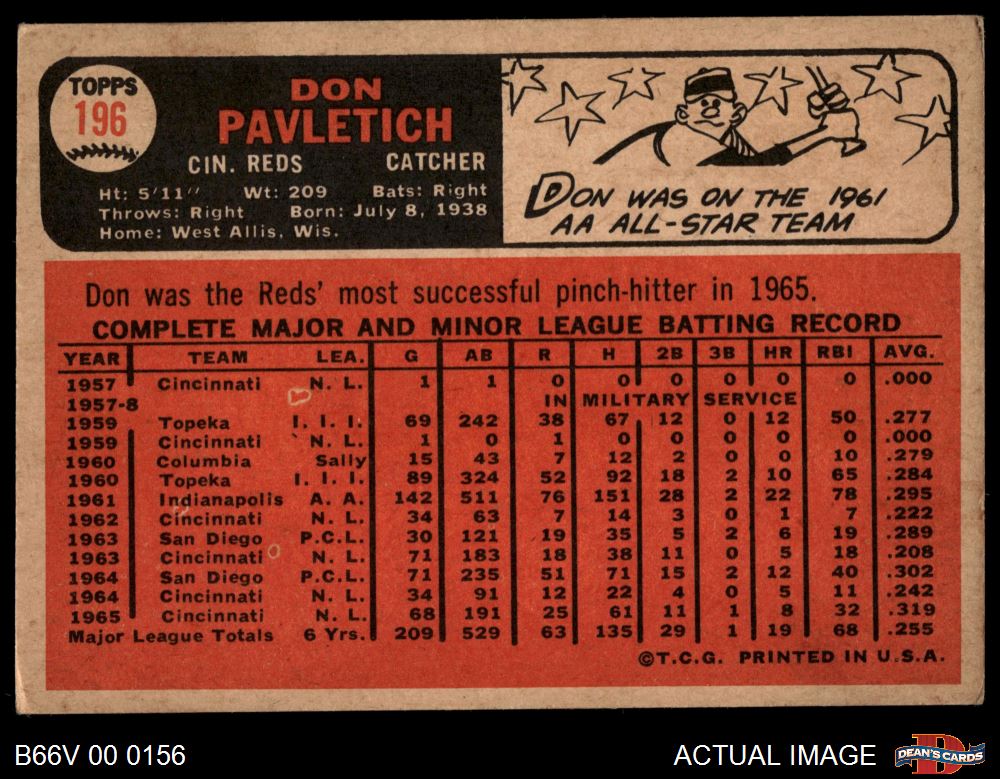 TOPPS
196
DON
PAVLETICH
CIN. REDS CATCHER
Ht: 5'11" Wt: 209 Bats: Right
Throws: Right Born: July 8, 1938
Home: West Allis, Wis.
DON WAS ON THE 1961
AA ALL-STAR TEAM
Don was the Reds' most successful pinch-hitter in 1965.
COMPLETE MAJOR AND MINOR LEAGUE BATTING RECORD
YEAR TEAM LEA. G AB R H 2B 3B HR RBI AVG.
1957 Cincinnati N. L. 1 1 0 0 0 0 0 0 .000
1957-8 IN MILITARY SERVICE
1959 Topeka I. I. I. 69 242 38 67 12 0 12 50 .277
1959 Cincinnati N. L. 1 0 1 0 0 0 0 0 .000
1960 Columbia Sally 15 43 7 12 2 0 0 10 .279
1960 Topeka I. I. I. 89 324 52 92 18 2 10 65 .284
1961 Indianapolis A. A. 142 511 76 151 28 2 22 78 .295
1962 Cincinnati N. L. 34 63 7 14 3 0 1 7 .222
1963 San Diego P.C.L. 30 121 19 35 5 2 6 19 .289
1963 Cincinnati N. L. 71 183 18 38 11 0 5 18 .208
1964 San Diego P.C.L. 71 235 51 71 15 2 12 40 .302
1964 Cincinnati N. L. 34 91 12 22 4 0 5 11 .242
1965 Cincinnati N. L. 68 191 25 61 11 1 8 32 .319
Major League Totals 6 Yrs. 209 529 63 135 29 1 19 68 .255
©T.C.G. PRINTED IN U.S.A.
B66V 00 0156 ACTUAL IMAGE
D
DEAN'S CARDS